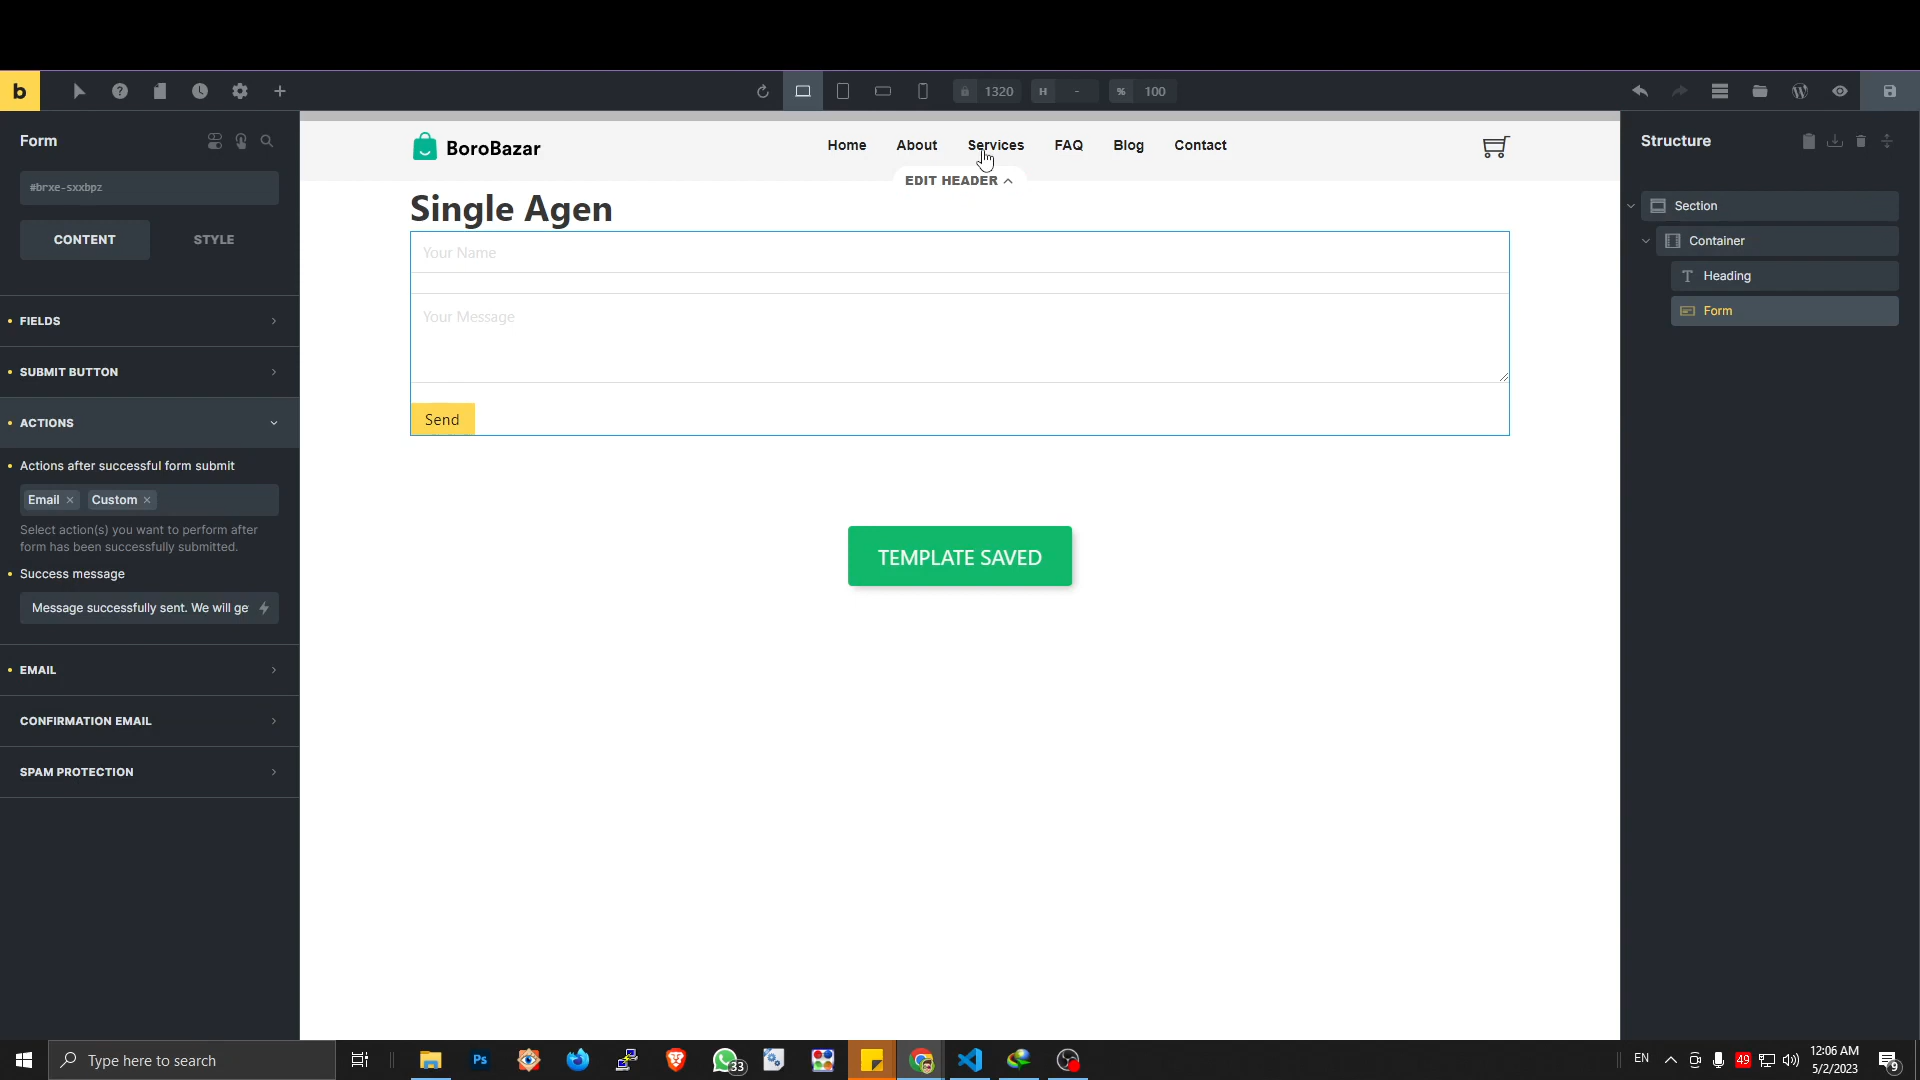 b
1320
H
-
%
100
Form
#brxe-sxxbpz
CONTENT
STYLE
FIELDS
SUBMIT BUTTON
ACTIONS
Actions after successful form submit
Email ×
Custom ×
Select action(s) you want to perform after
form has been successfully submitted.
Success message
Message successfully sent. We will ge
EMAIL
CONFIRMATION EMAIL
SPAM PROTECTION
BoroBazar
Home
About
Services
FAQ
Blog
Contact
EDIT HEADER
Single Agen
Your Name
Your Message
Send
TEMPLATE SAVED
Structure
Section
Container
Heading
Form
Type here to search
Ps
33
EN
49
12:06 AM
5/2/2023
9